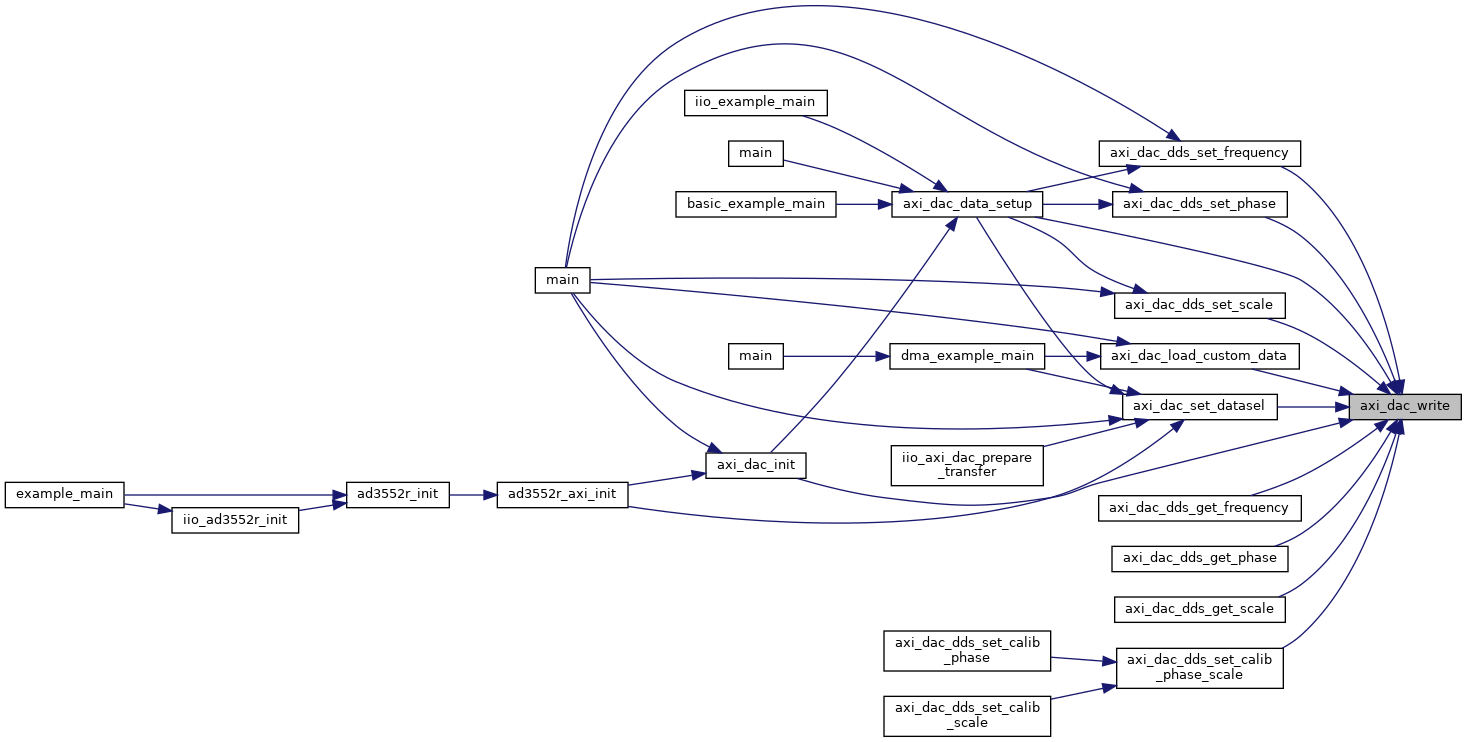 iio_example_main
main
axi_dac_dds_set_frequency
basic_example_main
axi_dac_data_setup
axi_dac_dds_set_phase
main
axi_dac_dds_set_scale
main
dma_example_main
axi_dac_load_custom_data
axi_dac_set_datasel
axi_dac_write
axi_dac_init
iio_axi_dac_prepare
_transfer
example_main
ad3552r_init
ad3552r_axi_init
iio_ad3552r_init
axi_dac_dds_get_frequency
axi_dac_dds_get_phase
axi_dac_dds_get_scale
axi_dac_dds_set_calib
_phase
axi_dac_dds_set_calib
_phase_scale
axi_dac_dds_set_calib
_scale